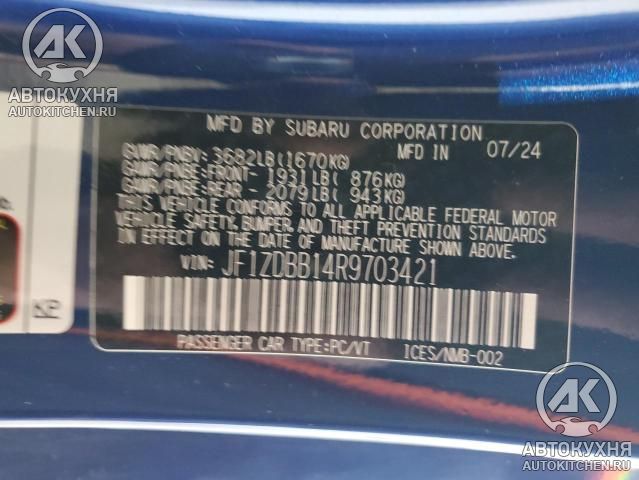 AK
АВТОКУХНЯ
AUTOKITCHEN.RU
MFD BY SUBARU CORPORATION
MFD IN 07/24
GVWR/PNBV: 3682LB(1670KG)
GAWR/PNBE:FRONT- 1931LB( 876KG)
GAWR/PNBE:REAR - 2079LB( 943KG)
THIS VEHICLE CONFORMS TO ALL APPLICABLE FEDERAL MOTOR
VEHICLE SAFETY, BUMPER, AND THEFT PREVENTION STANDARDS
IN EFFECT ON THE DATE OF MANUFACTURE SHOWN ABOVE.
VIN: JF1ZDBB14R9703421
PASSENGER CAR TYPE:PC/VT ICES/NMB-002
K2
AK
АВТОКУХНЯ
AUTOKITCHEN.RU